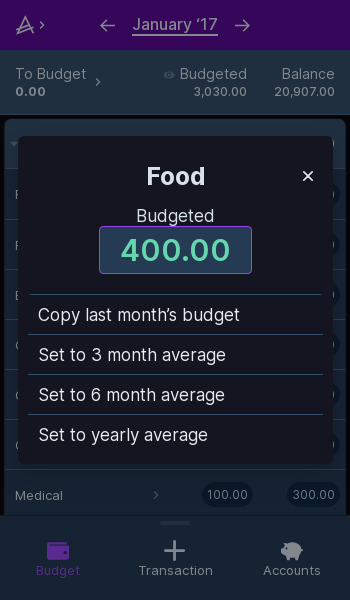 January ‘17
To Budget
Budgeted
Balance
0.00
3,030.00
20,907.00
Food
Budgeted
400.00
Copy last month’s budget
Set to 3 month average
Set to 6 month average
Set to yearly average
Medical
100.00
300.00
Budget
Transaction
Accounts